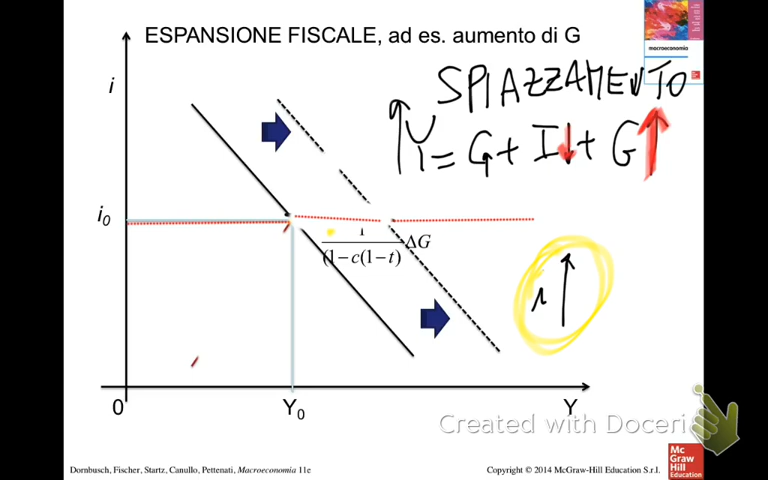 ESPANSIONE FISCALE, ad es. aumento di G
macroeconomia
i
SPIAZZAMENTO
Y = G + I↓ + G↑
i₀
1
(1−c(1−t) ΔG
i ↑
0
Y₀
Y
Created with Doceri
Mc
Graw
Hill
Education
Dornbusch, Fischer, Startz, Canullo, Pettenati, Macroeconomia 11e
Copyright © 2014 McGraw-Hill Education S.r.l.